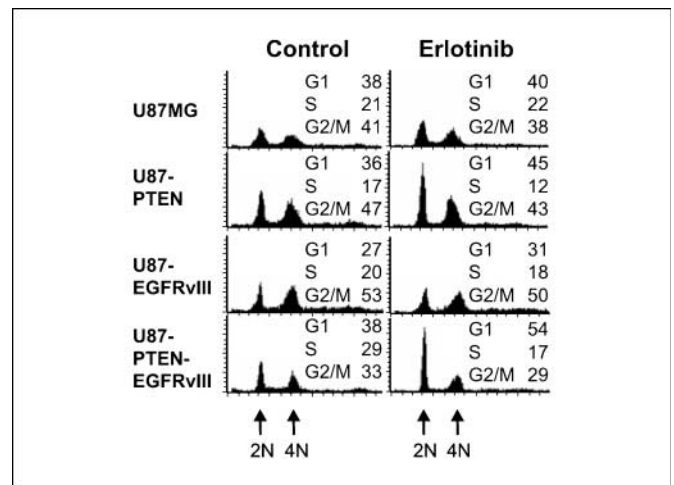 Control Erlotinib
U87MG
G1 38
S 21
G2/M 41
G1 40
S 22
G2/M 38
U87-
PTEN
G1 36
S 17
G2/M 47
G1 45
S 12
G2/M 43
U87-
EGFRvIII
G1 27
S 20
G2/M 53
G1 31
S 18
G2/M 50
U87-
PTEN-
EGFRvIII
G1 38
S 29
G2/M 33
G1 54
S 17
G2/M 29
2N 4N 2N 4N